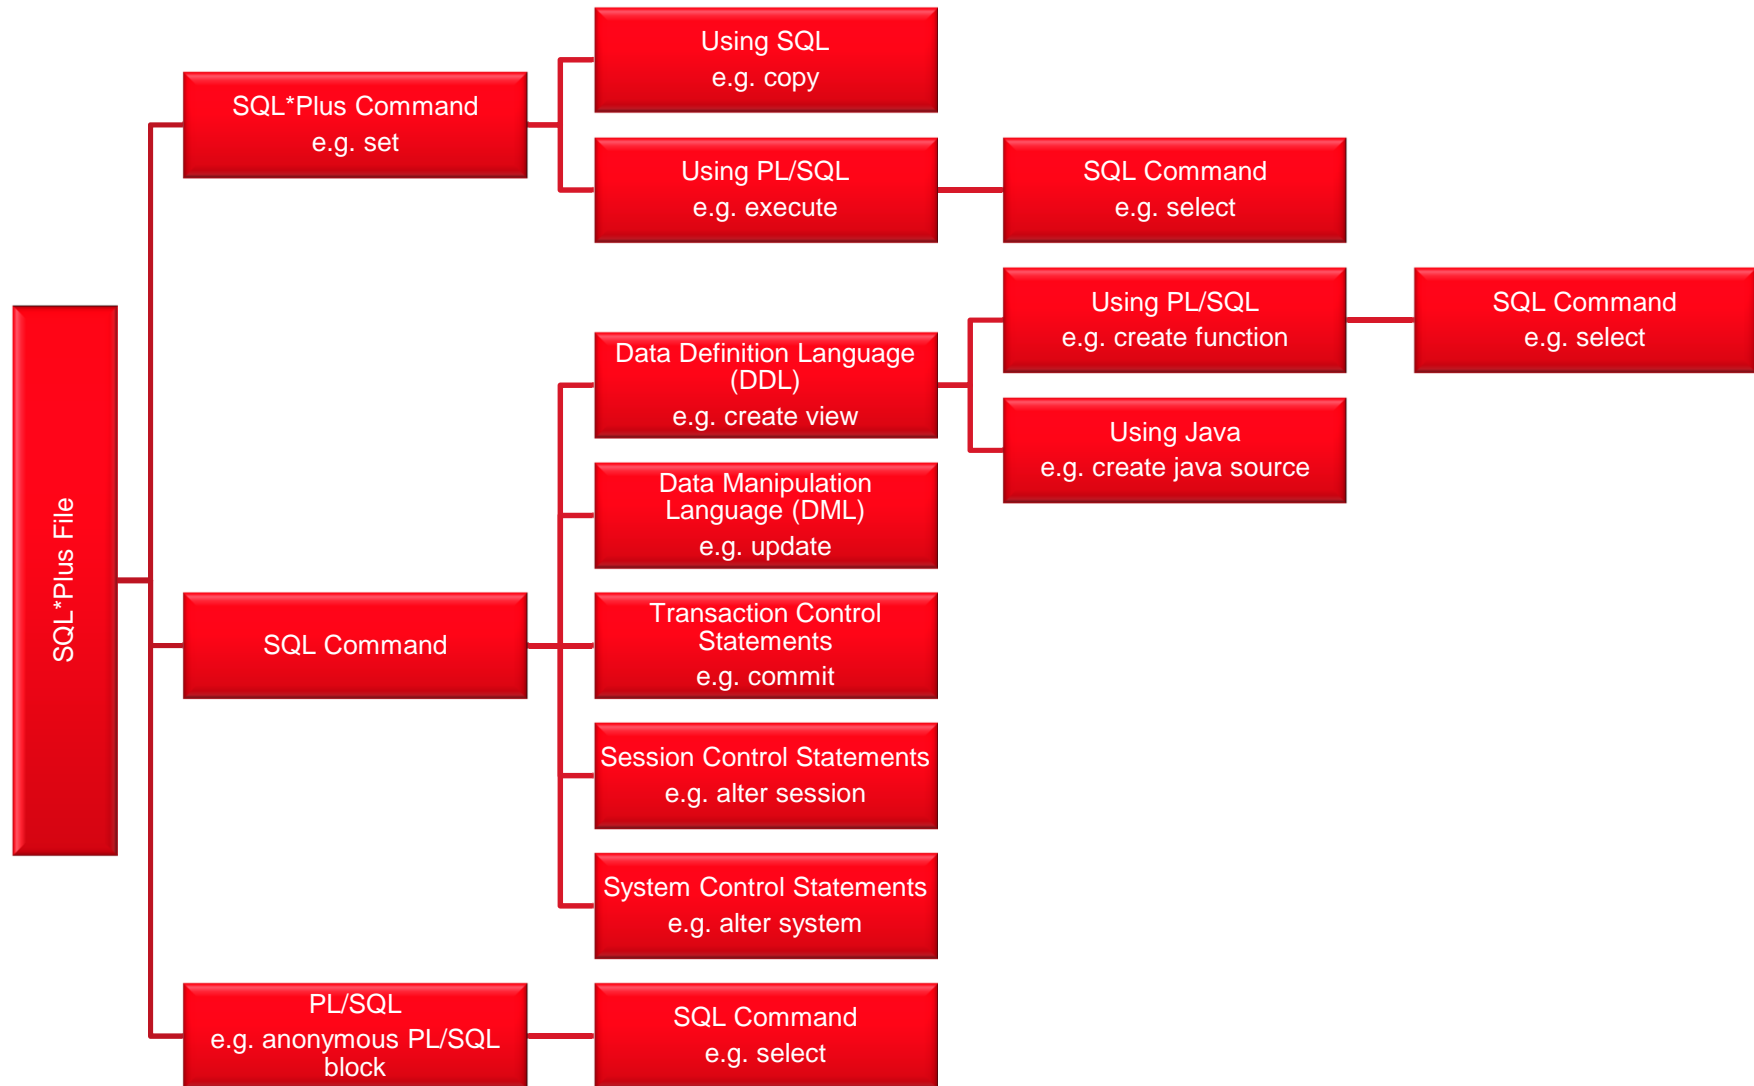 SQL*Plus File
SQL*Plus Command
e.g. set
Using SQL
e.g. copy
Using PL/SQL
e.g. execute
SQL Command
e.g. select
SQL Command
Data Definition Language
(DDL)
e.g. create view
Using PL/SQL
e.g. create function
SQL Command
e.g. select
Using Java
e.g. create java source
Data Manipulation
Language (DML)
e.g. update
Transaction Control
Statements
e.g. commit
Session Control Statements
e.g. alter session
System Control Statements
e.g. alter system
PL/SQL
e.g. anonymous PL/SQL
block
SQL Command
e.g. select